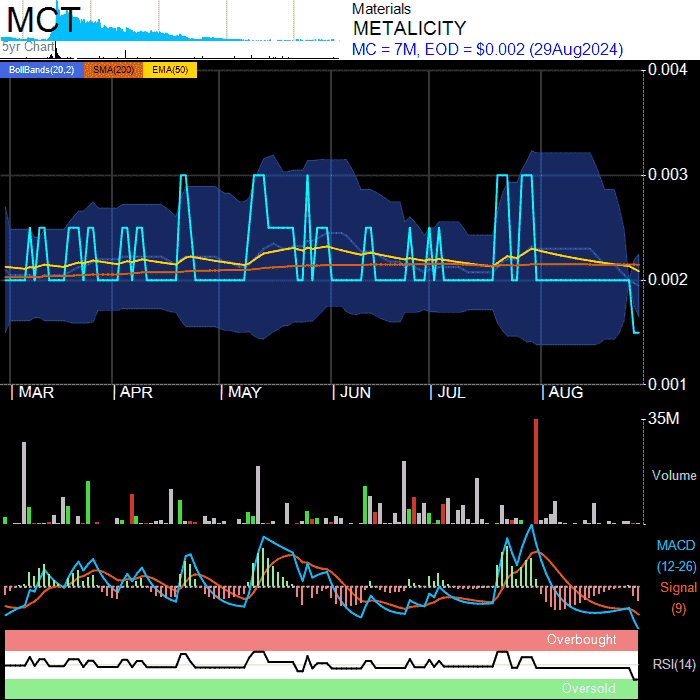 MCT
5yr Chart
Materials
METALICITY
MC = 7M, EOD = $0.002 (29Aug2024)
BollBands(20,2) SMA(200) EMA(50)
0.004
0.003
0.002
0.001
MAR APR MAY JUN JUL AUG
35M
Volume
MACD
(12-26)
Signal
(9)
Overbought
RSI(14)
Oversold